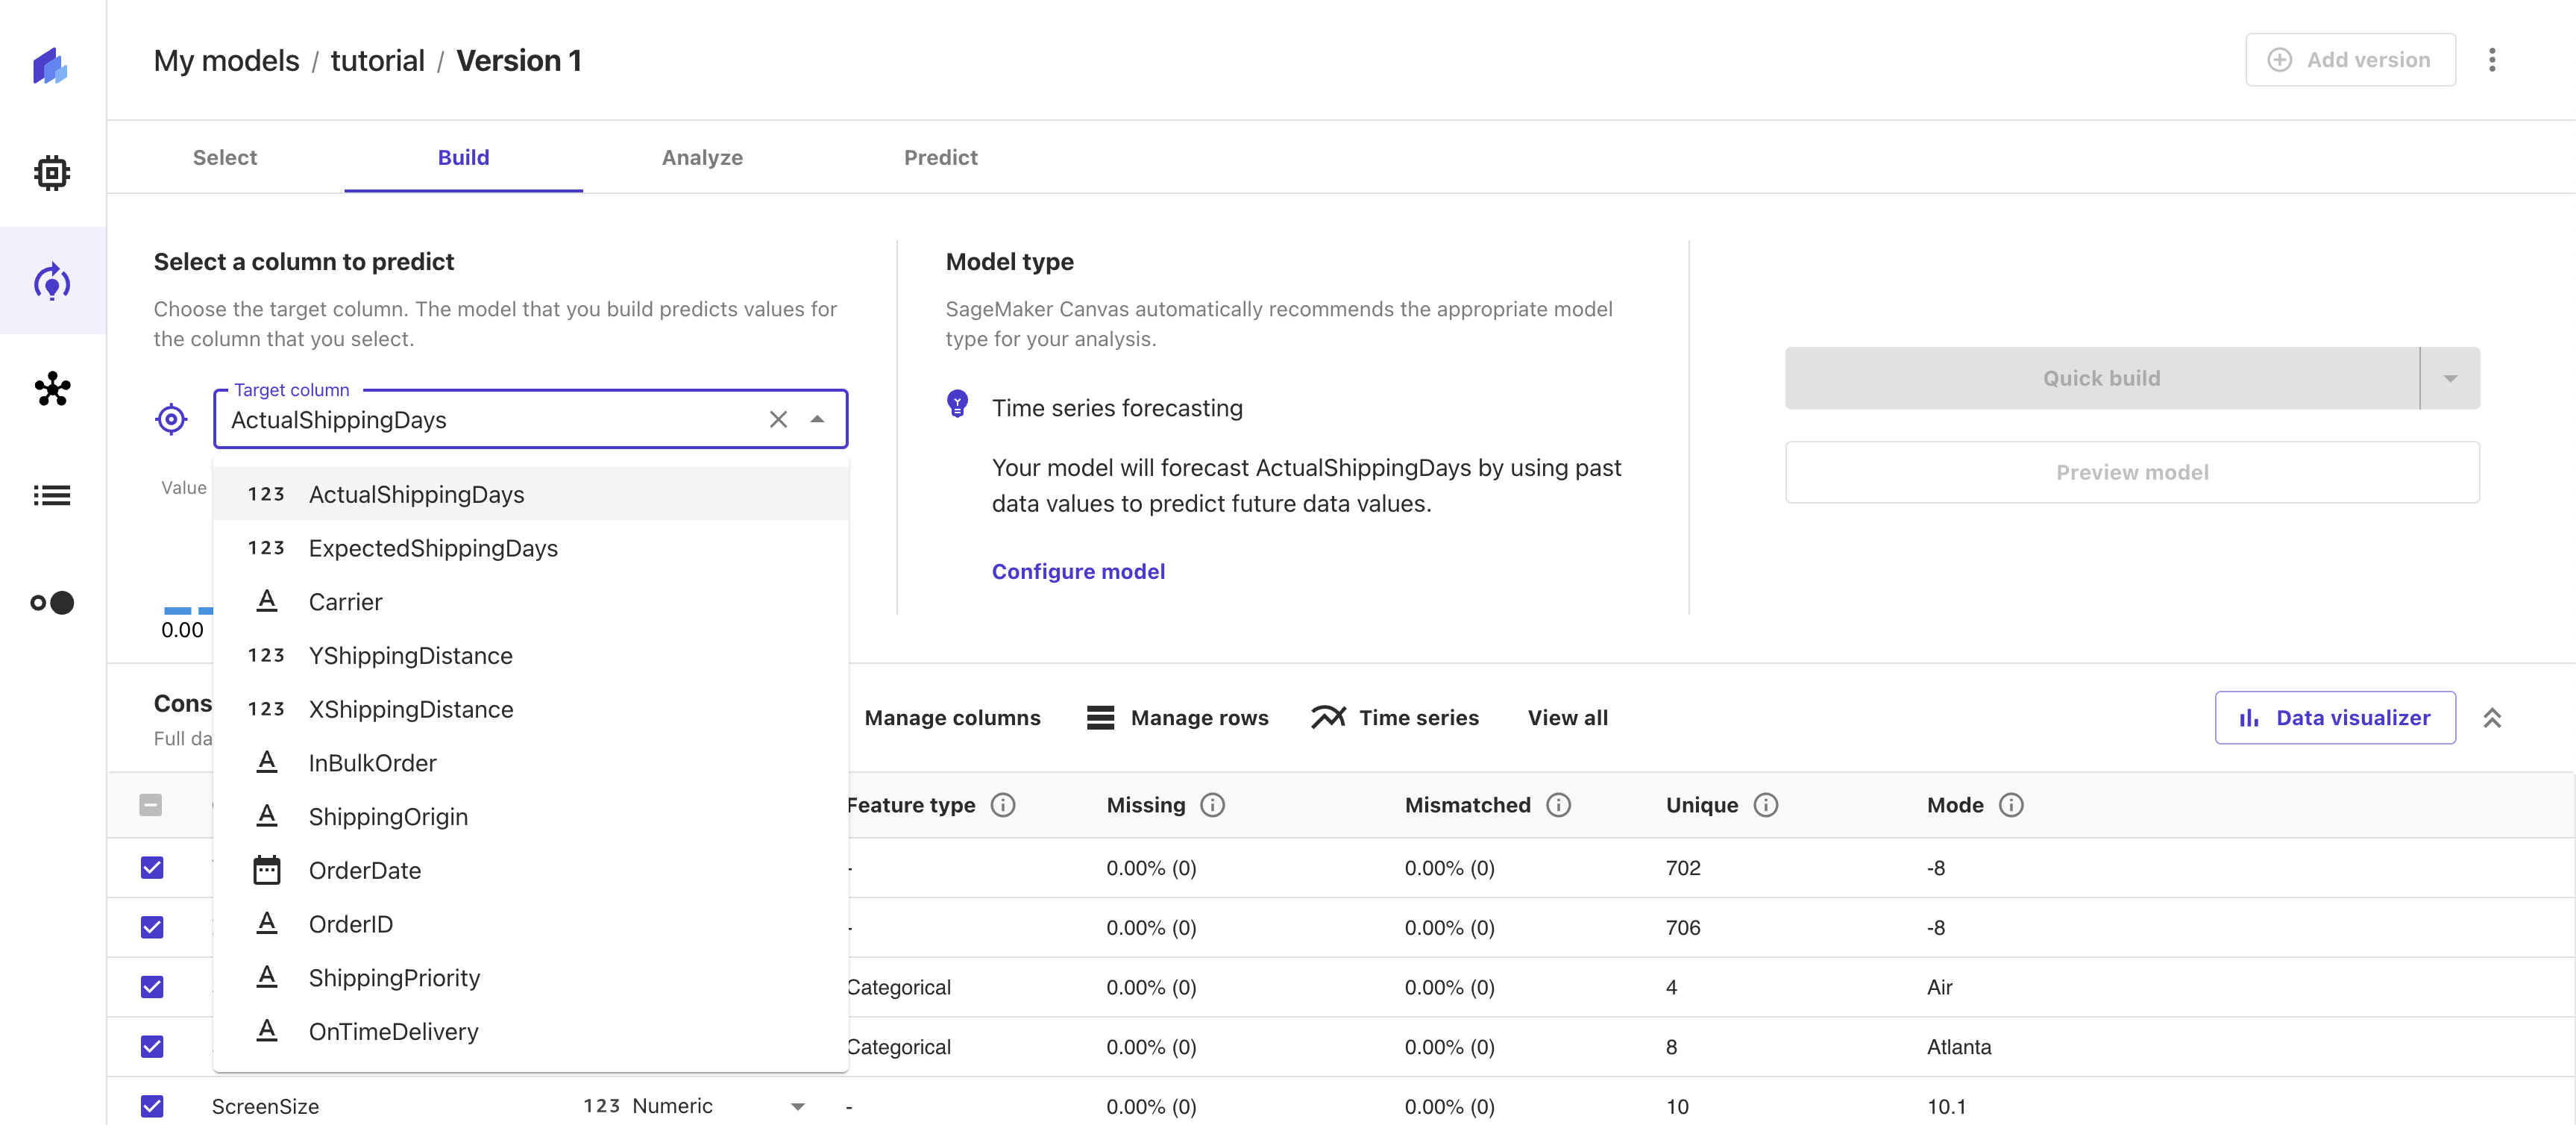 My models / tutorial / Version 1
Add version
Select
Build
Analyze
Predict
Select a column to predict
Choose the target column. The model that you build predicts values for
the column that you select.
Target column
ActualShippingDays
Value
0.00
123 ActualShippingDays
123 ExpectedShippingDays
A Carrier
123 YShippingDistance
123 XShippingDistance
A InBulkOrder
A ShippingOrigin
OrderDate
A OrderID
A ShippingPriority
A OnTimeDelivery
Model type
SageMaker Canvas automatically recommends the appropriate model
type for your analysis.
Time series forecasting
Your model will forecast ActualShippingDays by using past
data values to predict future data values.
Configure model
Quick build
Preview model
Full
Manage columns
Manage rows
Time series
View all
Data visualizer
Feature type Missing Mismatched Unique Mode
- 0.00% (0) 0.00% (0) 702 -8
- 0.00% (0) 0.00% (0) 706 -8
Categorical 0.00% (0) 0.00% (0) 4 Air
Categorical 0.00% (0) 0.00% (0) 8 Atlanta
ScreenSize 123 Numeric - 0.00% (0) 0.00% (0) 10 10.1